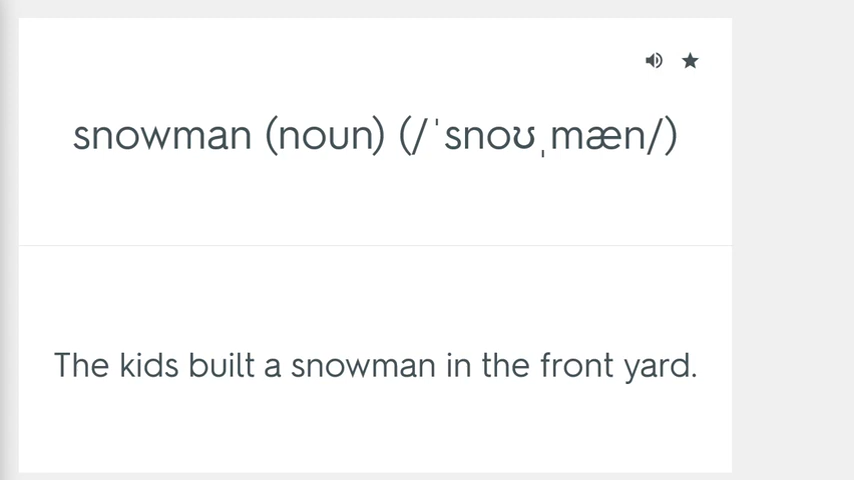 snowman (noun) (/ˈsnoʊˌmæn/)
The kids built a snowman in the front yard.